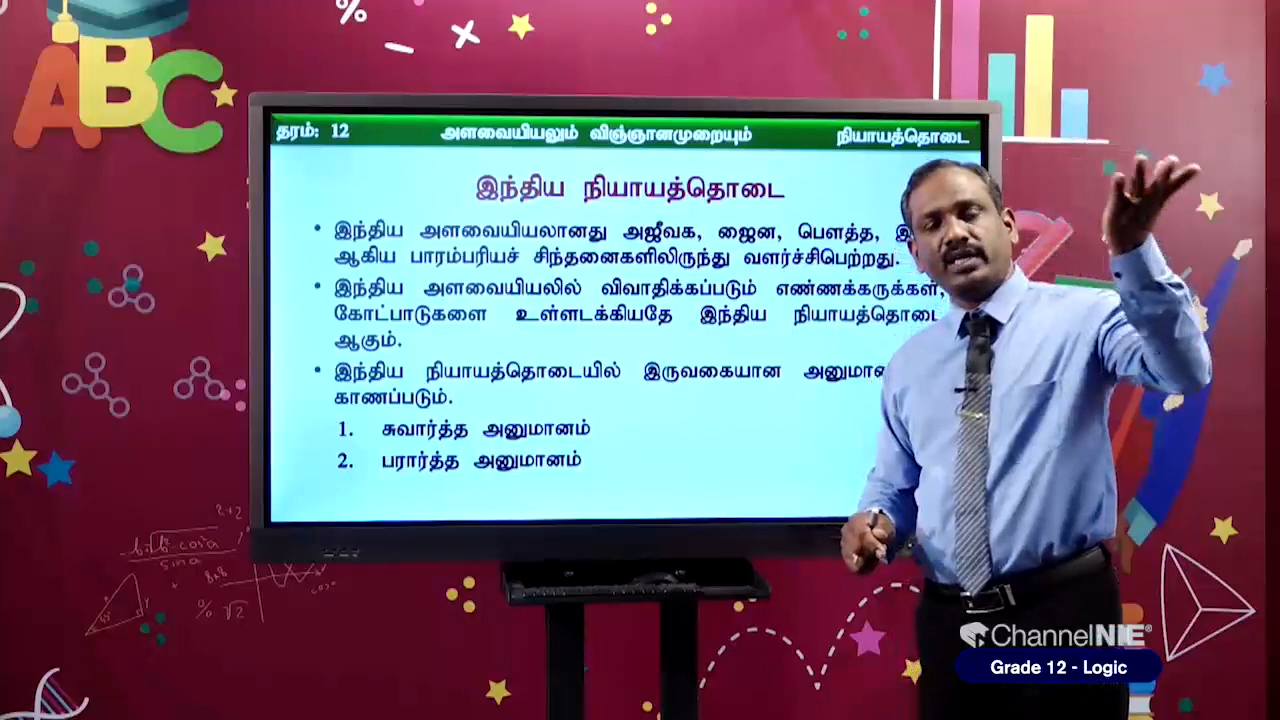 ABC
தரம்: 12 அளவையியலும் விஞ்ஞானமுறையும் நியாயத்தொடை
இந்திய நியாயத்தொடை
• இந்திய அளவையியலானது அஜீவக, ஜைன, பௌத்த,
ஆகிய பாரம்பரியச் சிந்தனைகளிலிருந்து வளர்ச்சிபெற்றது.
• இந்திய அளவையியலில் விவாதிக்கப்படும் எண்ணக்கருக்கள்,
கோட்பாடுகளை உள்ளடக்கியதே இந்திய நியாயத்தொடை
ஆகும்.
• இந்திய நியாயத்தொடையில் இருவகையான
காணப்படும்.
1. சுவார்த்த அனுமானம்
2. பரார்த்த அனுமானம்
ChannelNIE®
Grade 12 - Logic